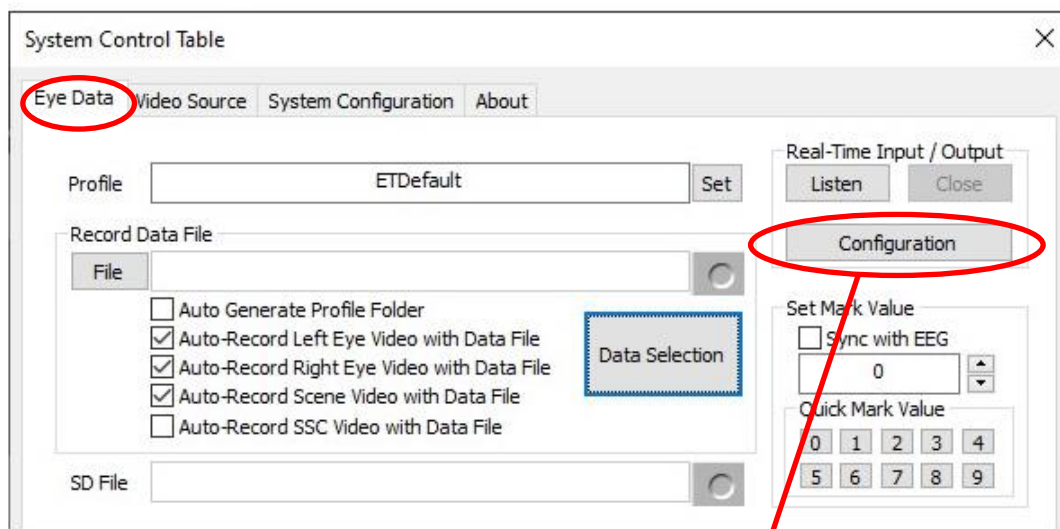 System Control Table
Eye Data Video Source System Configuration About
Profile ETDefault Set
Real-Time Input / Output
Listen Close
Configuration
Record Data File
File
Auto Generate Profile Folder
Auto-Record Left Eye Video with Data File
Auto-Record Right Eye Video with Data File
Auto-Record Scene Video with Data File
Auto-Record SSC Video with Data File
Data Selection
Set Mark Value
Sync with EEG
0
Quick Mark Value
0 1 2 3 4
5 6 7 8 9
SD File